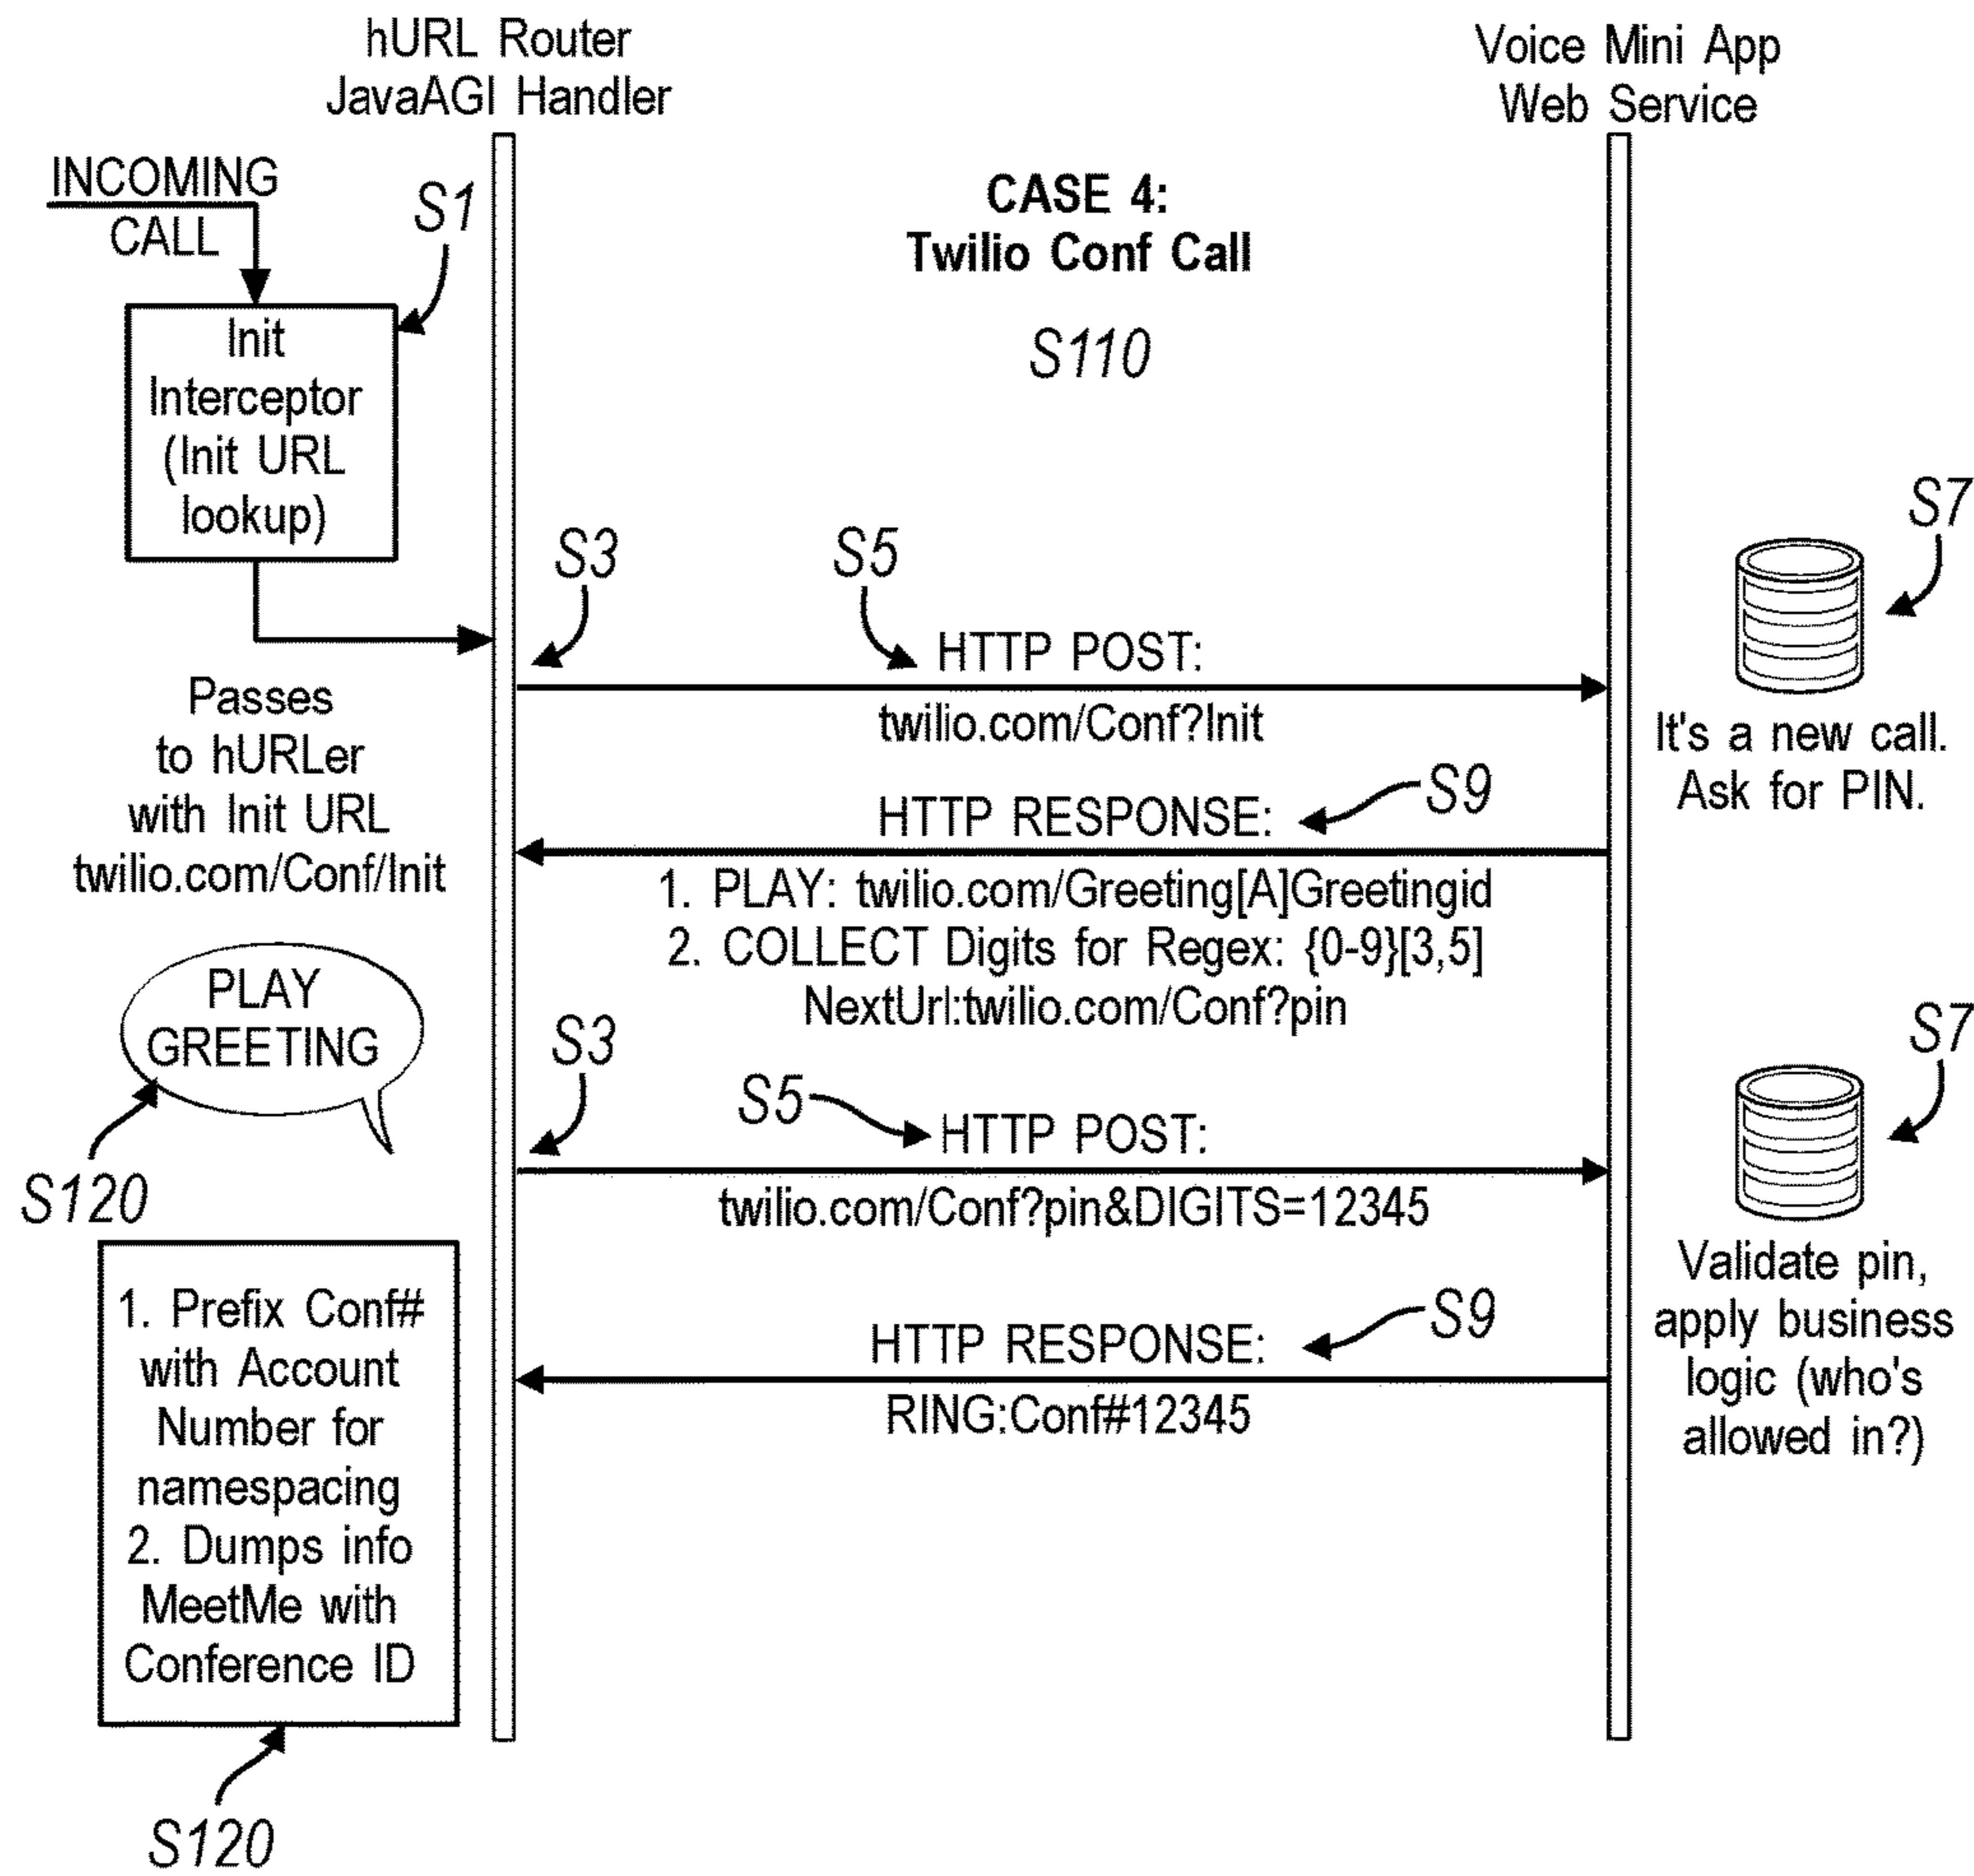 hURL Router
JavaAGI Handler
Voice Mini App
Web Service
INCOMING
CALL
S1
CASE 4:
Twilio Conf Call
S110
Init
Interceptor
(Init URL
lookup)
S3
S5
S7
HTTP POST:
twilio.com/Conf?Init
Passes
to hURLer
with Init URL
twilio.com/Conf/Init
It's a new call.
Ask for PIN.
S9
HTTP RESPONSE:
1. PLAY: twilio.com/Greeting[A]Greetingid
2. COLLECT Digits for Regex: {0-9}[3,5]
NextUrl:twilio.com/Conf?pin
PLAY
GREETING
S120
S3
S5
S7
HTTP POST:
twilio.com/Conf?pin&DIGITS=12345
Validate pin,
apply business
logic (who's
allowed in?)
S9
HTTP RESPONSE:
RING:Conf#12345
1. Prefix Conf#
with Account
Number for
namespacing
2. Dumps info
MeetMe with
Conference ID
S120